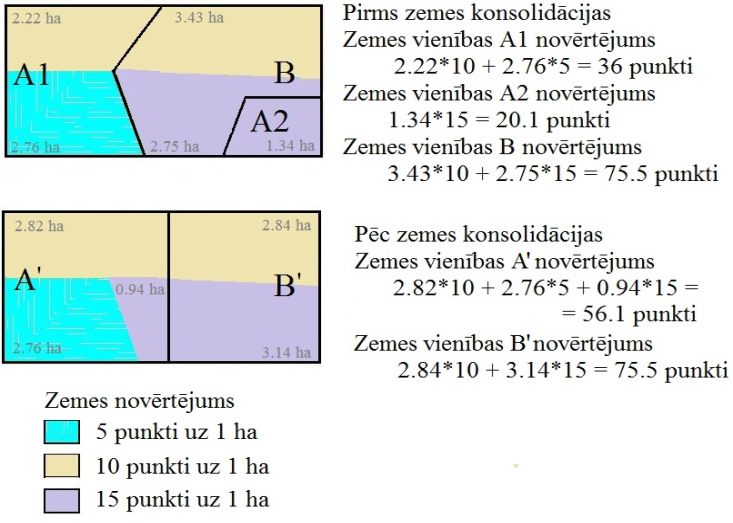 2.22 ha
3.43 ha
A1
B
A2
2.76 ha
2.75 ha
1.34 ha
Pirms zemes konsolidācijas
Zemes vienības A1 novērtējums
2.22*10 + 2.76*5 = 36 punkti
Zemes vienības A2 novērtējums
1.34*15 = 20.1 punkti
Zemes vienības B novērtējums
3.43*10 + 2.75*15 = 75.5 punkti
2.82 ha
2.84 ha
A'
0.94 ha
B'
2.76 ha
3.14 ha
Pēc zemes konsolidācijas
Zemes vienības A' novērtējums
2.82*10 + 2.76*5 + 0.94*15 =
= 56.1 punkti
Zemes vienības B' novērtējums
2.84*10 + 3.14*15 = 75.5 punkti
Zemes novērtējums
5 punkti uz 1 ha
10 punkti uz 1 ha
15 punkti uz 1 ha